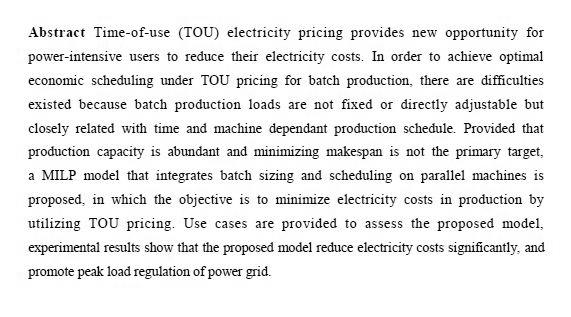 Abstract Time-of-use (TOU) electricity pricing provides new opportunity for
power-intensive users to reduce their electricity costs. In order to achieve optimal
economic scheduling under TOU pricing for batch production, there are difficulties
existed because batch production loads are not fixed or directly adjustable but
closely related with time and machine dependant production schedule. Provided that
production capacity is abundant and minimizing makespan is not the primary target,
a MILP model that integrates batch sizing and scheduling on parallel machines is
proposed, in which the objective is to minimize electricity costs in production by
utilizing TOU pricing. Use cases are provided to assess the proposed model,
experimental results show that the proposed model reduce electricity costs significantly, and
promote peak load regulation of power grid.